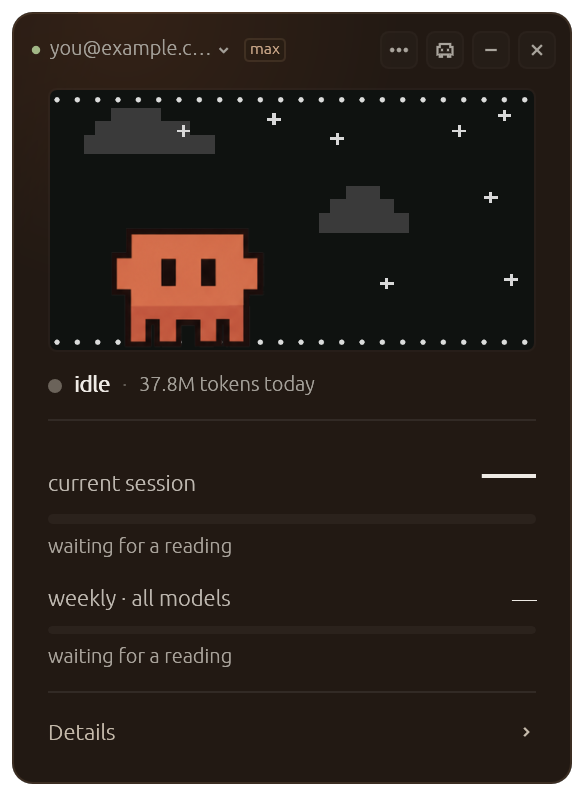 you@example.c...
max
idle · 37.8M tokens today
current session —
waiting for a reading
weekly · all models —
waiting for a reading
Details